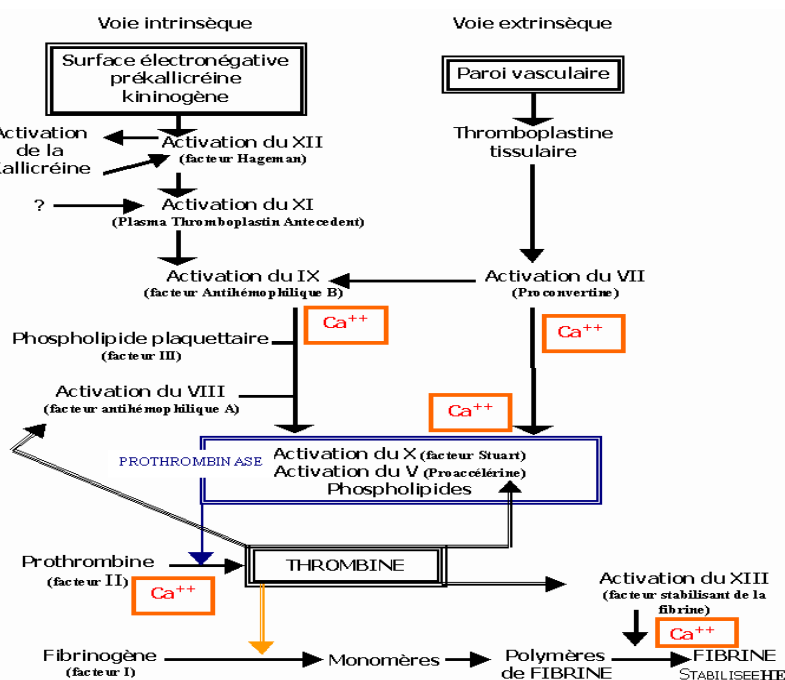 Voie intrinsèque
Voie extrinsèque
Surface électronégative
prékallicréine
kininogène
Paroi vasculaire
Activation
de la
allicréine
Activation du XII
(facteur Hageman)
Thromboplastine
tissulaire
?
Activation du XI
(Plasma Thromboplastin Antecedent)
Activation du IX
(facteur Antihémophilique B)
Activation du VII
(Proconvertine)
Ca++
Ca++
Phospholipide plaquettaire
(facteur III)
Activation du VIII
(facteur antihémophilique A)
Ca++
PROTHROMBINASE
Activation du X (facteur Stuart)
Activation du V (Proaccélérine)
Phospholipides
Prothrombine
(facteur II)
Ca++
THROMBINE
Activation du XIII
(facteur stabilisant de la
fibrine)
Ca++
Fibrinogène
(facteur I)
Monomères
Polymères
de FIBRINE
FIBRINE
STABILISEEHE